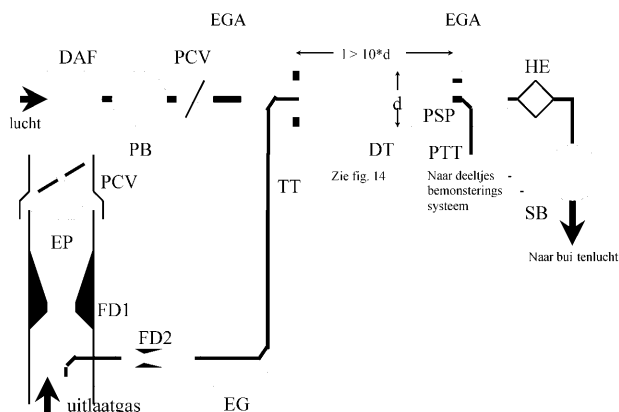 EGA
EGA
l > 10*d
DAF
PCV
HE
lucht
d
PSP
PB
DT
PTT
PCV
TT
Zie fig. 14
Naar deeltjes -
bemonsterings -
systeem
SB
EP
Naar bui tenlucht
FD1
FD2
uitlaatgas
EG